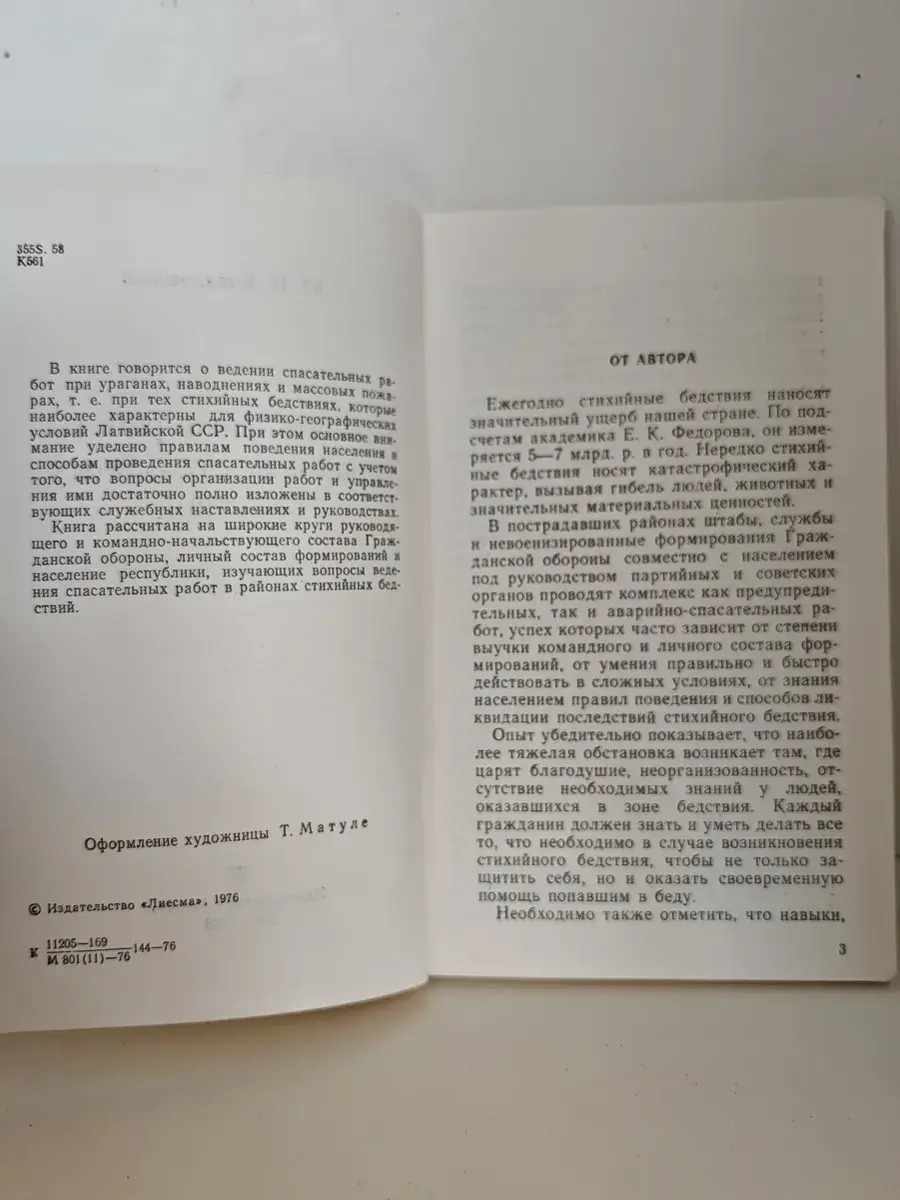 355S. 58
К561
В книге говорится о ведении спасательных ра-
бот при ураганах, наводнениях и массовых пожа-
рах, т. е. при тех стихийных бедствиях, которые
наиболее характерны для физико-географических
условий Латвийской ССР. При этом основное вни-
мание уделено правилам поведения населения и
способам проведения спасательных работ с учетом
того, что вопросы организации работ и управле-
ния ими достаточно полно изложены в соответст-
вующих служебных наставлениях и руководствах.
Книга рассчитана на широкие круги руководя-
щего и командно-начальствующего состава Граж-
данской обороны, личный состав формирований и
население республики, изучающих вопросы веде-
ния спасательных работ в районах стихийных бед-
ствий.
Оформление художницы Т. Матуле
© Издательство «Лиесма», 1976
К 11205—169 144—76
М 801(11)—76
ОТ АВТОРА
Ежегодно стихийные бедствия наносят
значительный ущерб нашей стране. По под-
счетам академика Е. К. Федорова, он изме-
ряется 5—7 млрд. р. в год. Нередко стихий-
ные бедствия носят катастрофический ха-
рактер, вызывая гибель людей, животных и
значительных материальных ценностей.
В пострадавших районах штабы, службы
и невоенизированные формирования Граж-
данской обороны совместно с населением
под руководством партийных и советских
органов проводят комплекс как предупреди-
тельных, так и аварийно-спасательных ра-
бот, успех которых часто зависит от степени
выучки командного и личного состава фор-
мирований, от умения правильно и быстро
действовать в сложных условиях, от знания
населением правил поведения и способов ли-
квидации последствий стихийного бедствия.
Опыт убедительно показывает, что наибо-
лее тяжелая обстановка возникает там, где
царят благодушие, неорганизованность, от-
сутствие необходимых знаний у людей,
оказавшихся в зоне бедствия. Каждый
гражданин должен знать и уметь делать все
то, что необходимо в случае возникновения
стихийного бедствия, чтобы не только за-
щитить себя, но и оказать своевременную
помощь попавшим в беду.
Необходимо также отметить, что навыки,
3